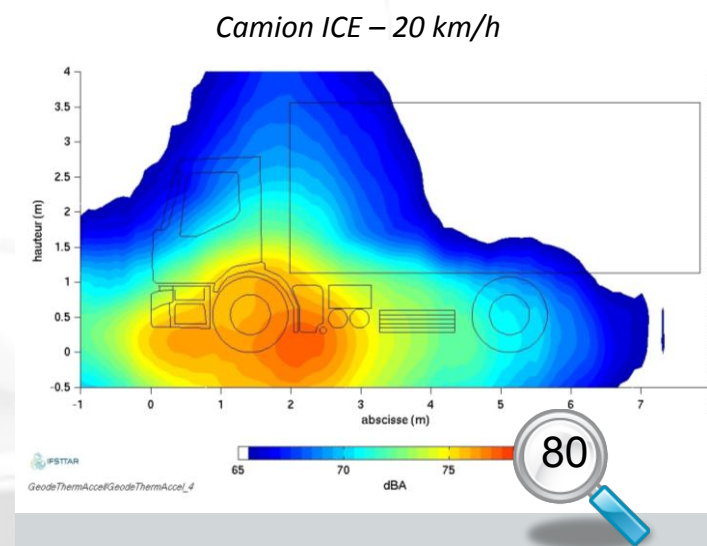 Camion ICE – 20 km/h
4
3.5
3
2.5
2
1.5
1
0.5
0
-0.5
hauteur (m)
-1 0 1 2 3 4 5 6 7
abscisse (m)
65 70 75 80
dBA
IFSTTAR
GeodeThermAccel/GeodeThermAccel_4